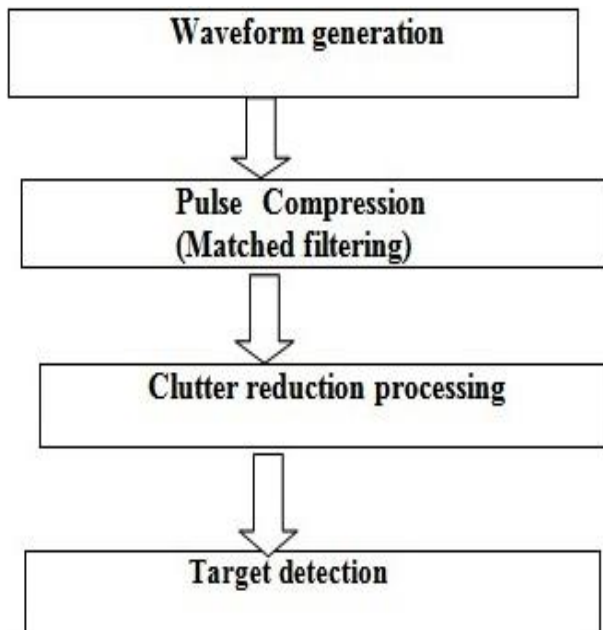 Waveform generation
Pulse Compression
(Matched filtering)
Clutter reduction processing
Target detection